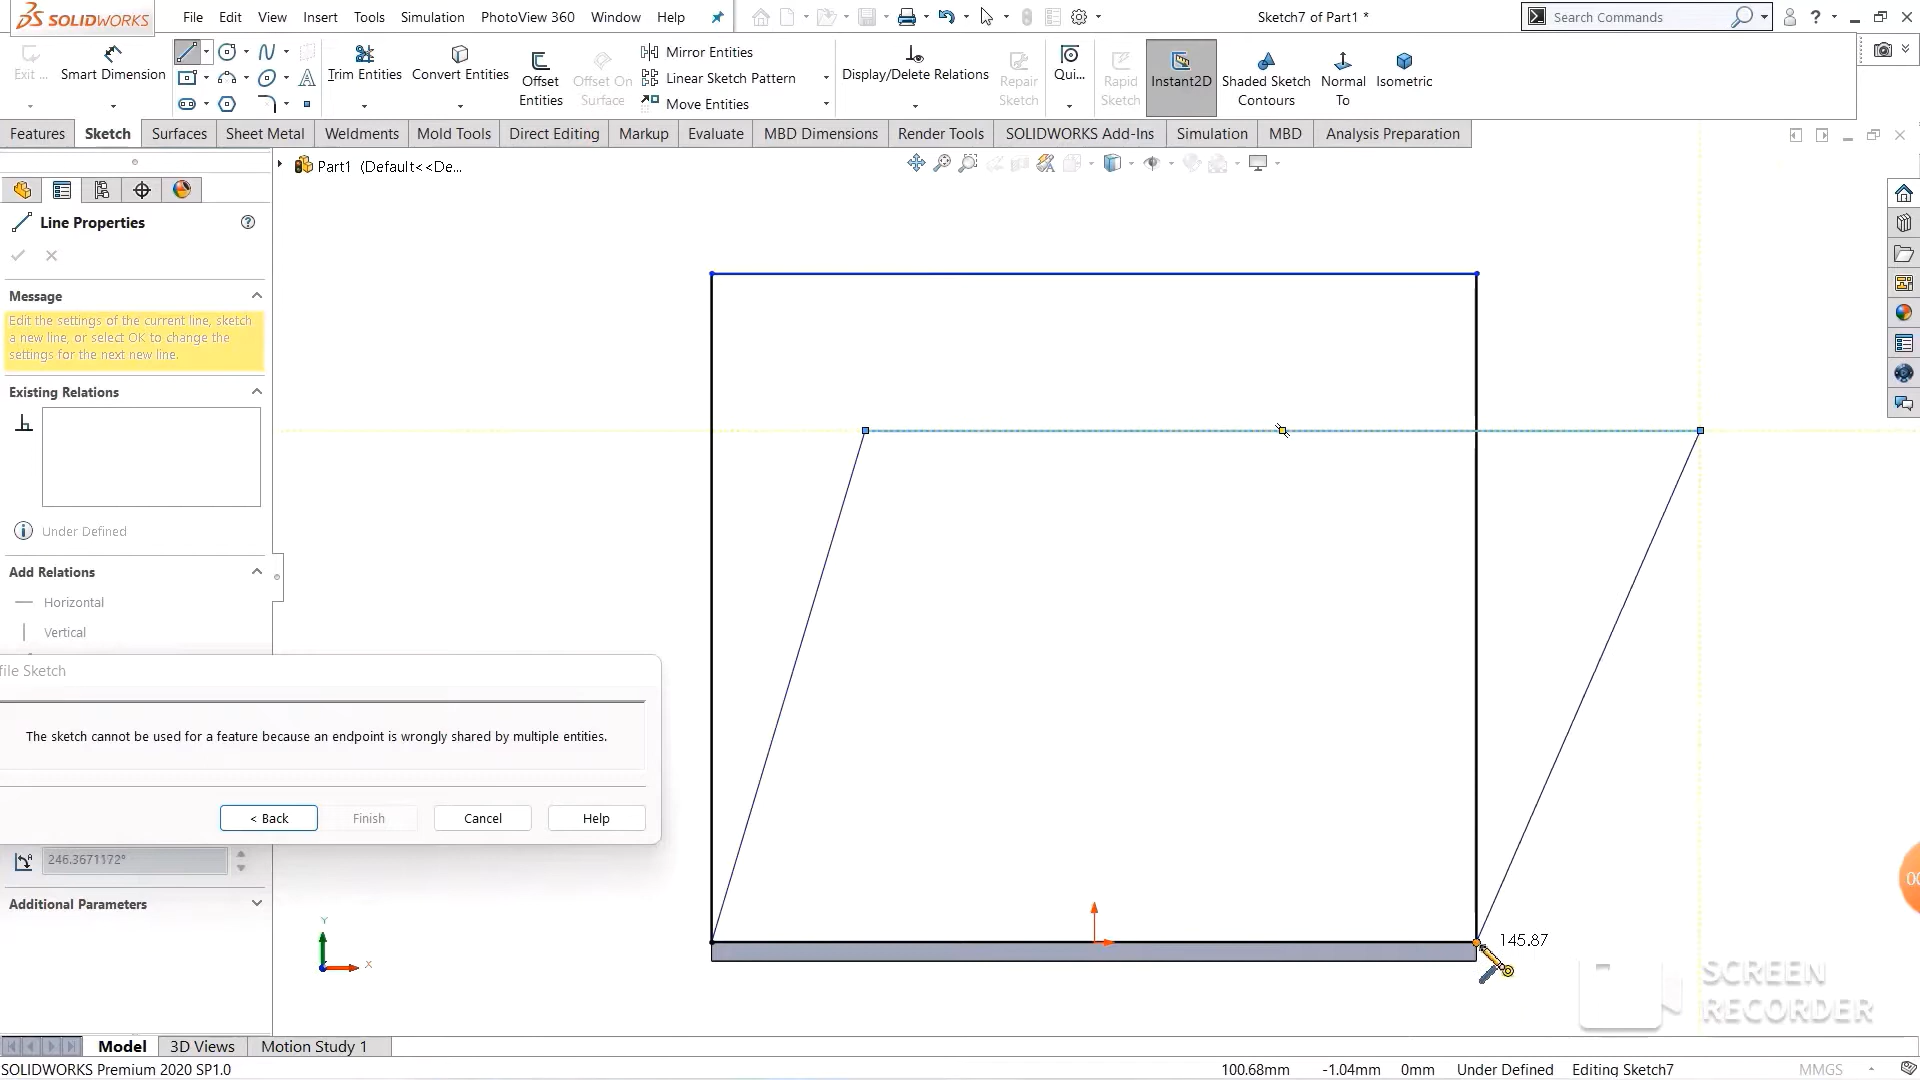 SOLIDWORKS
File Edit View Insert Tools Simulation PhotoView 360 Window Help
Sketch7 of Part1 *
Search Commands
Exit ...
Smart Dimension
Trim Entities
Convert Entities
Offset
Entities
Offset On
Surface
Mirror Entities
Linear Sketch Pattern
Move Entities
Display/Delete Relations
Repair
Sketch
Qui...
Rapid
Sketch
Instant2D
Shaded Sketch
Contours
Normal
To
Isometric
Features Sketch Surfaces Sheet Metal Weldments Mold Tools Direct Editing Markup Evaluate MBD Dimensions Render Tools SOLIDWORKS Add-Ins Simulation MBD Analysis Preparation
Part1 (Default<<De...
Line Properties
Message
Edit the settings of the current line, sketch
a new line, or select OK to change the
settings for the next new line.
Existing Relations
Under Defined
Add Relations
Horizontal
Vertical
file Sketch
The sketch cannot be used for a feature because an endpoint is wrongly shared by multiple entities.
< Back Finish Cancel Help
246.3671172°
Additional Parameters
Y
X
145.87
SCREEN
RECORDER
00
Model 3D Views Motion Study 1
SOLIDWORKS Premium 2020 SP1.0
100.68mm -1.04mm 0mm Under Defined Editing Sketch7 MMGS